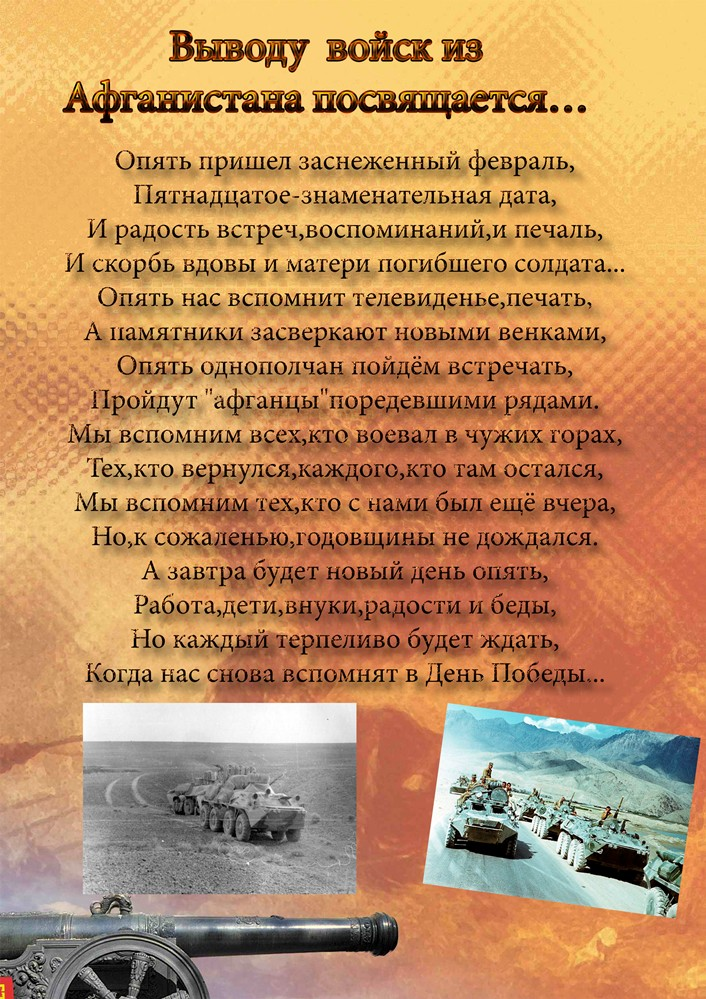 Выводу войск из
Афганистана посвящается...
Опять пришел заснеженный февраль,
Пятнадцатое-знаменательная дата,
И радость встреч,воспоминаний,и печаль,
И скорбь вдовы и матери погибшего солдата...
Опять нас вспомнит телевиденье,печать,
А памятники засверкают новыми венками,
Опять однополчан пойдём встречать,
Пройдут "афганцы"поредевшими рядами.
Мы вспомним всех,кто воевал в чужих горах,
Тех,кто вернулся,каждого,кто там остался,
Мы вспомним тех,кто с нами был ещё вчера,
Но,к сожаленью,годовщины не дождался.
А завтра будет новый день опять,
Работа,дети,внуки,радости и беды,
Но каждый терпеливо будет ждать,
Когда нас снова вспомнят в День Победы...